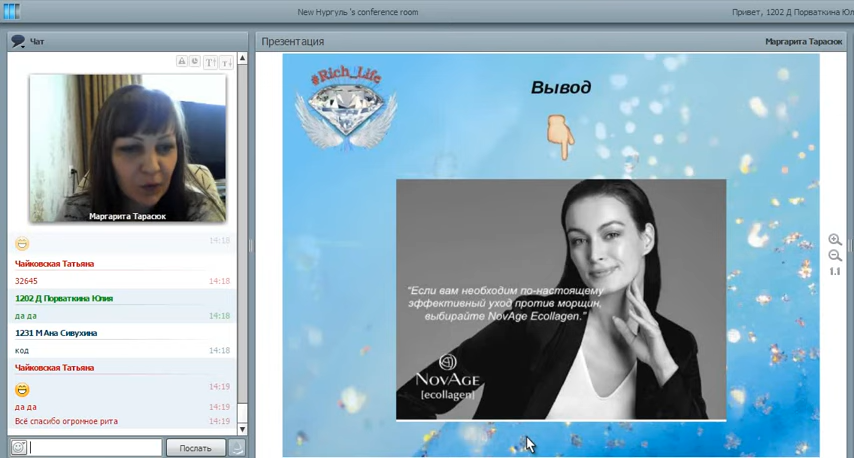 New Нургуль 's conference room
Привет, 1202 Д Порваткина Юл
Чат
Маргарита Тарасюк
14:18
Чайковская Татьяна
32645 14:18
1202 Д Порваткина Юлия
да да 14:18
1231 М Ана Сивухина
код 14:18
Чайковская Татьяна
14:19
да да 14:19
Всё спасибо огромное рита 14:19
Послать
Презентация
Маргарита Тарасюк
#Rich_Life
Вывод
"Если вам необходим по-настоящему
эффективный уход против морщин,
выбирайте NovAge Ecollagen."
NOVAGE
[ecollagen]
1.1